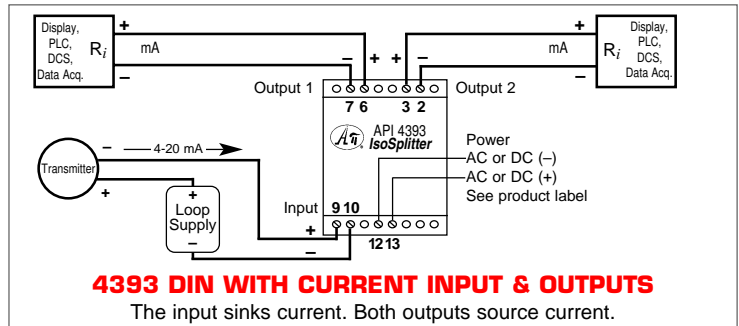 Display,
PLC,
DCS,
Data Acq.
Ri
+
mA
–
– + + –
+
mA
–
Display,
PLC,
DCS,
Data Acq.
Ri
Output 1
7 6 3 2
Output 2
API
API 4393
IsoSplitter
Power
AC or DC (–)
AC or DC (+)
See product label
Transmitter
– 4-20 mA
+
+
Loop
Supply
–
Input 9 10
+
–
12 13
4393 DIN WITH CURRENT INPUT & OUTPUTS
The input sinks current. Both outputs source current.